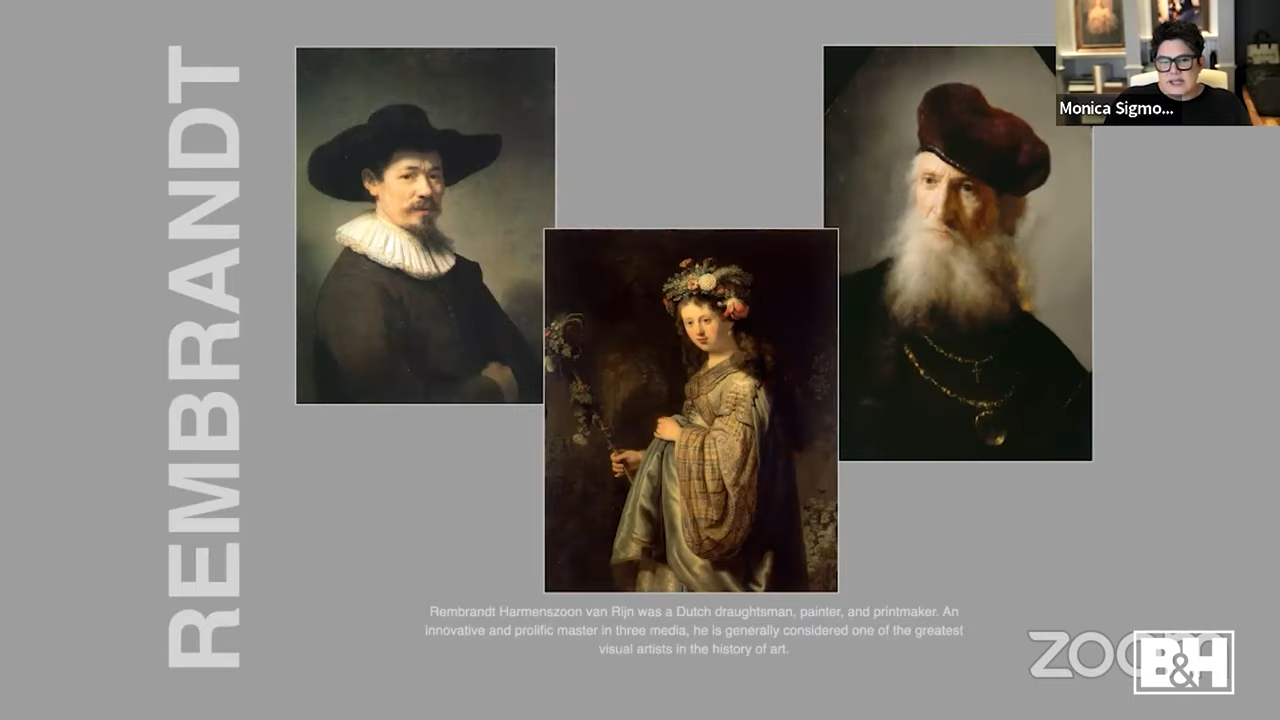 REMBRANDT
Monica Sigmo...
Rembrandt Harmenszoon van Rijn was a Dutch draughtsman, painter, and printmaker. An
innovative and prolific master in three media, he is generally considered one of the greatest
visual artists in the history of art.
B&H